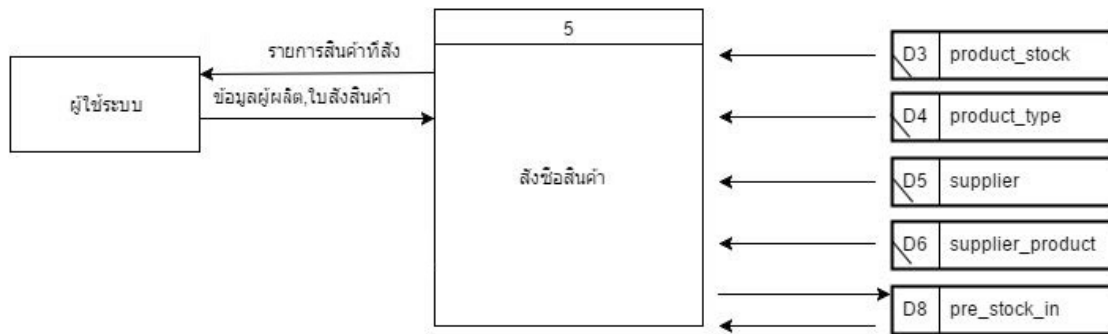 5
รายการสินค้าที่สั่ง
ผู้ใช้ระบบ
ข้อมูลผู้ผลิต,ใบสั่งสินค้า
สั่งซื้อสินค้า
D3 product_stock
D4 product_type
D5 supplier
D6 supplier_product
D8 pre_stock_in